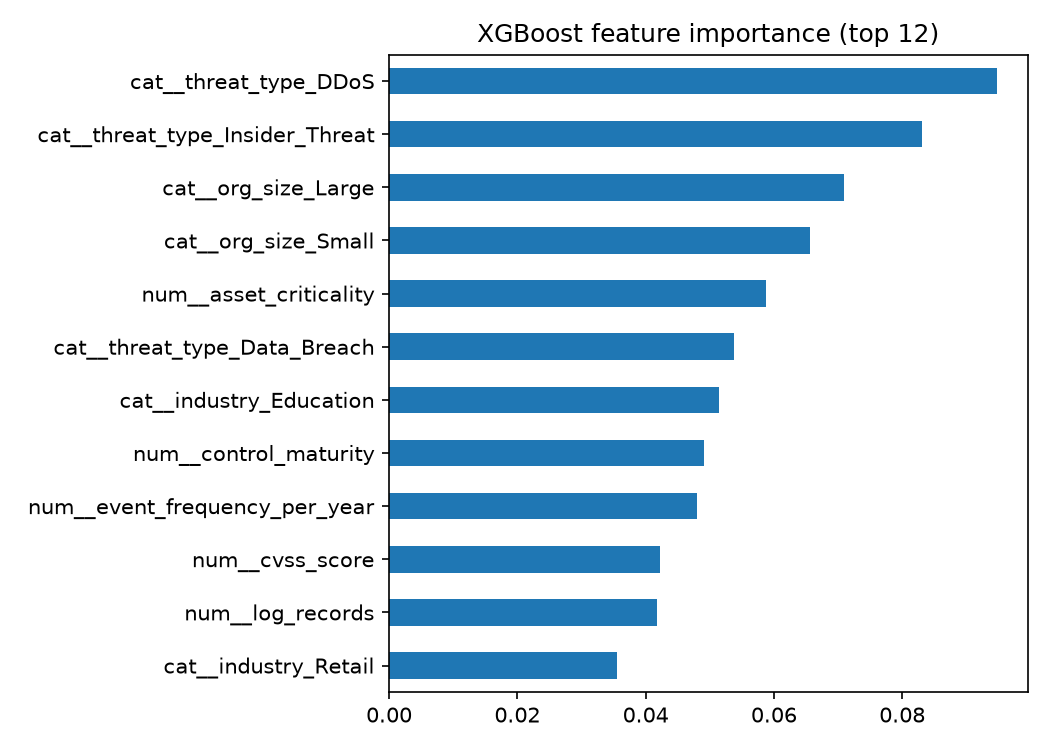 XGBoost feature importance (top 12)
cat__threat_type_DDoS
cat__threat_type_Insider_Threat
cat__org_size_Large
cat__org_size_Small
num__asset_criticality
cat__threat_type_Data_Breach
cat__industry_Education
num__control_maturity
num__event_frequency_per_year
num__cvss_score
num__log_records
cat__industry_Retail
0.00 0.02 0.04 0.06 0.08